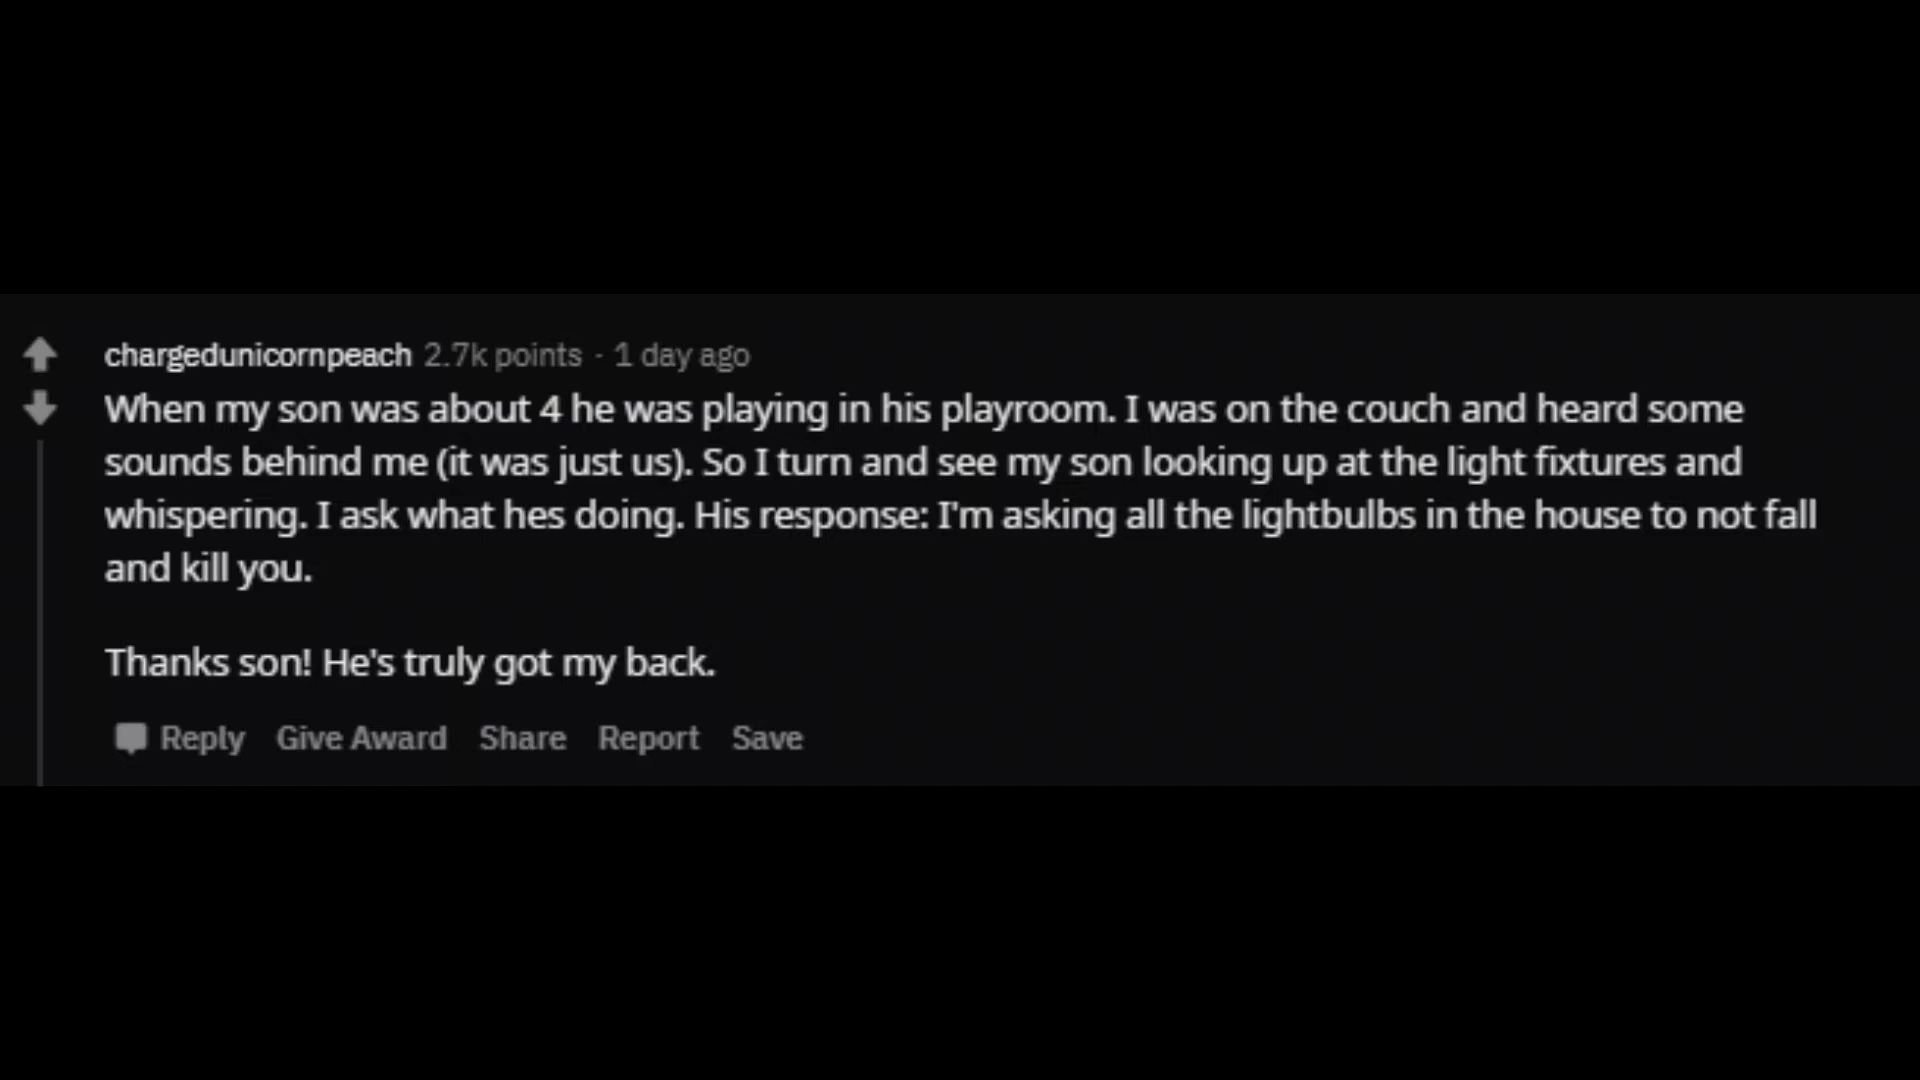 chargedunicornpeach 2.7k points · 1 day ago
When my son was about 4 he was playing in his playroom. I was on the couch and heard some
sounds behind me (it was just us). So I turn and see my son looking up at the light fixtures and
whispering. I ask what hes doing. His response: I'm asking all the lightbulbs in the house to not fall
and kill you.
Thanks son! He's truly got my back.
Reply Give Award Share Report Save